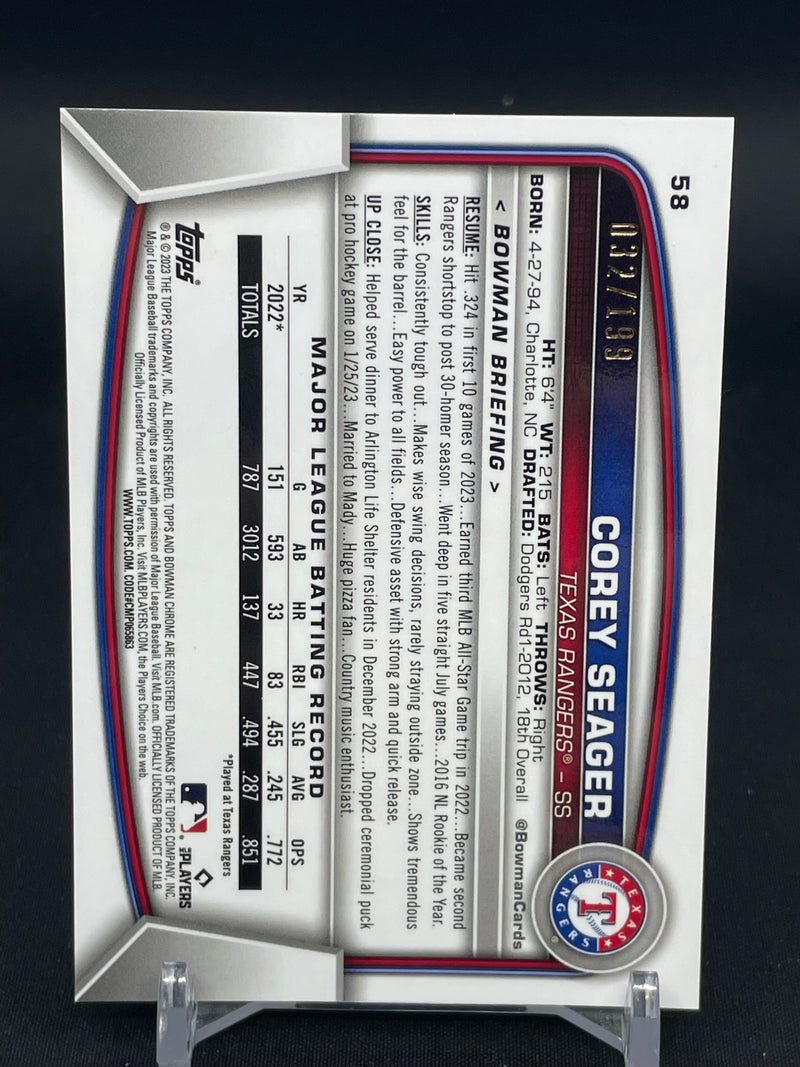 58
032/199
COREY SEAGER
TEXAS RANGERS® - SS
TEXAS RANGERS
T
®
HT: 6'4" WT: 215 BATS: Left THROWS: Right
BORN: 4-27-94, Charlotte, NC DRAFTED: Dodgers Rd1-2012, 18th Overall @BowmanCards
< BOWMAN BRIEFING >
RESUME: Hit .324 in first 10 games of 2023...Earned third MLB All-Star Game trip in 2022...Became second
Rangers shortstop to post 30-homer season...Went deep in five straight July games...2016 NL Rookie of the Year.
SKILLS: Consistently tough out...Makes wise swing decisions, rarely straying outside zone...Shows tremendous
feel for the barrel...Easy power to all fields...Defensive asset with strong arm and quick release.
UP CLOSE: Helped serve dinner to Arlington Life Shelter residents in December 2022...Dropped ceremonial puck
at pro hockey game on 1/25/23...Married to Mady...Huge pizza fan...Country music enthusiast.
MAJOR LEAGUE BATTING RECORD
YR G AB HR RBI SLG AVG OPS
2022* 151 593 33 83 .455 .245 .772
TOTALS 787 3012 137 447 .494 .287 .851
*Played at Texas Rangers
topps®
MLB PLAYERS
® & © 2023 THE TOPPS COMPANY, INC. ALL RIGHTS RESERVED. TOPPS AND BOWMAN CHROME ARE REGISTERED TRADEMARKS OF THE TOPPS COMPANY, INC.
Major League Baseball trademarks and copyrights are used with permission of Major League Baseball. Visit MLB.com. OFFICIALLY LICENSED PRODUCT OF MLB
Officially Licensed Product of MLB Players, Inc. Visit MLBPLAYERS.COM, the Players Choice on the web.
WWW.TOPPS.COM. CODE#CMP065863